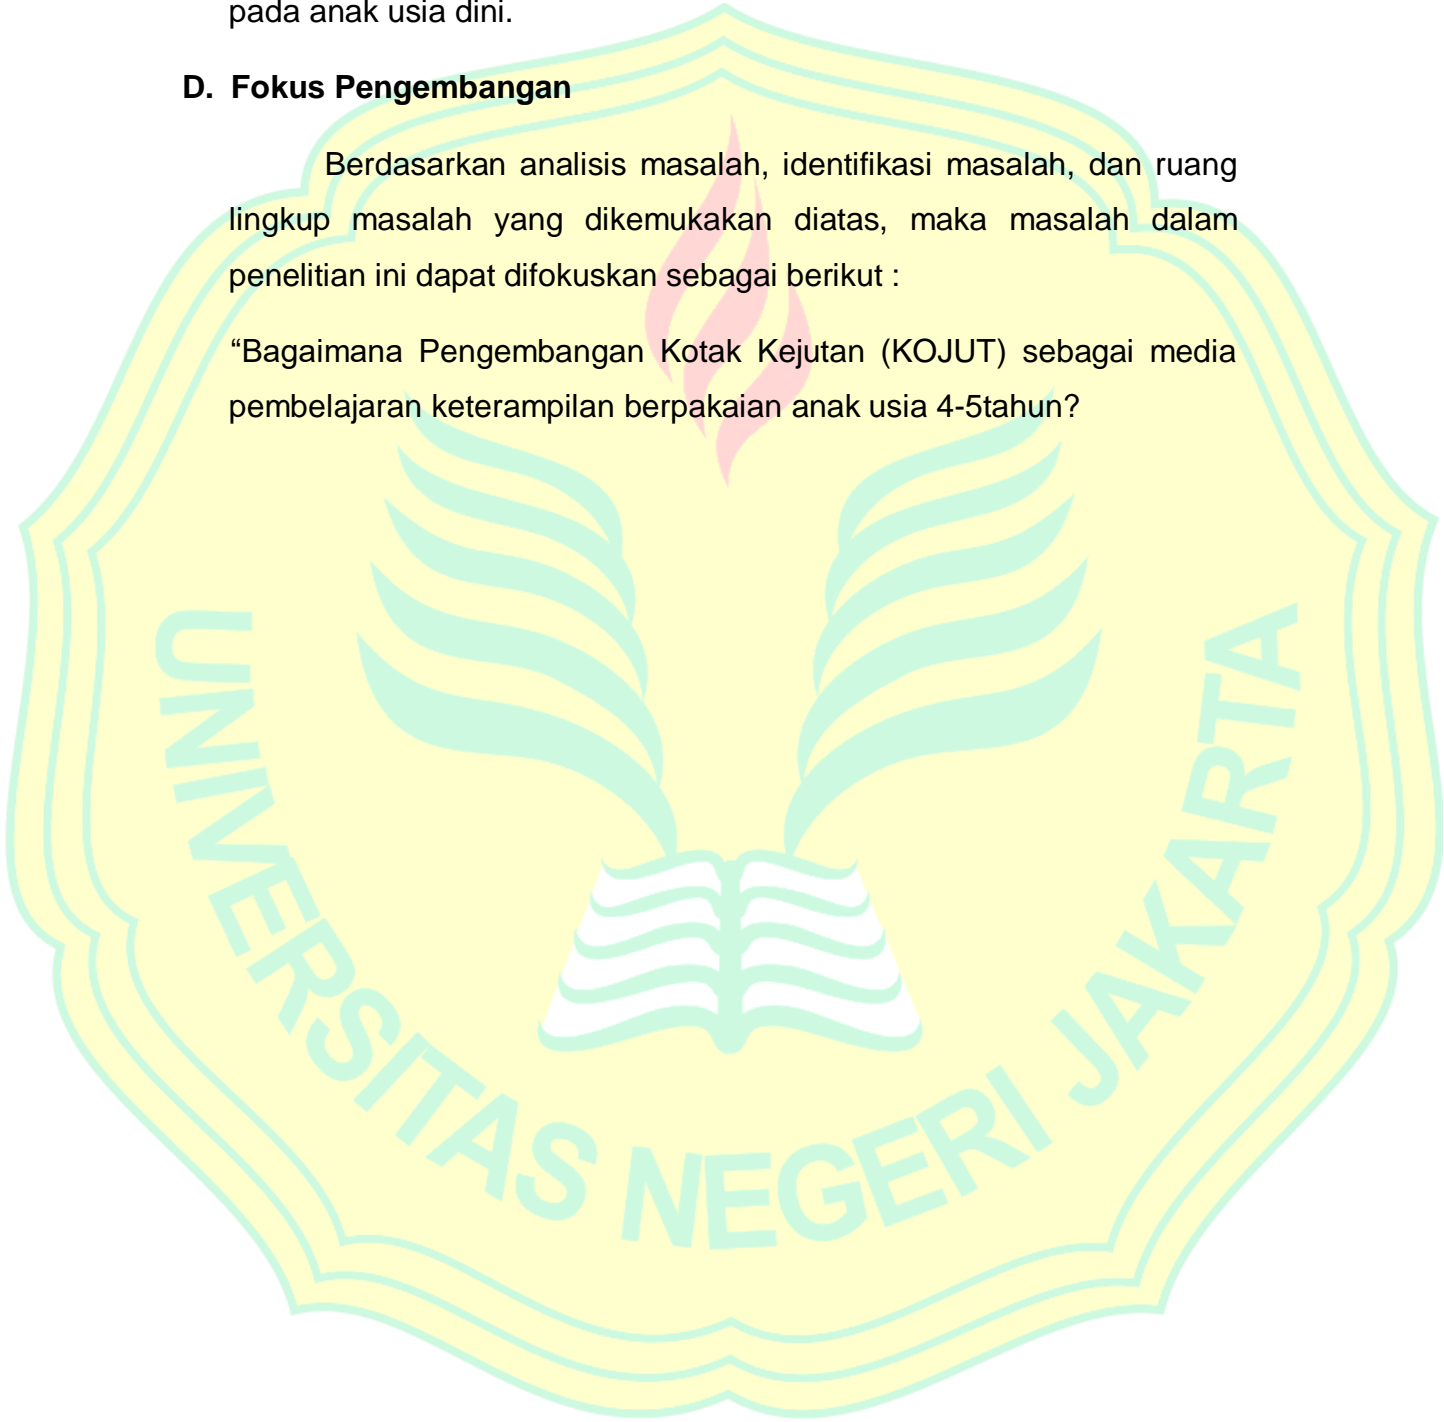 pada anak usia dini.
D. Fokus Pengembangan
Berdasarkan analisis masalah, identifikasi masalah, dan ruang
lingkup masalah yang dikemukakan diatas, maka masalah dalam
penelitian ini dapat difokuskan sebagai berikut :
“Bagaimana Pengembangan Kotak Kejutan (KOJUT) sebagai media
pembelajaran keterampilan berpakaian anak usia 4-5tahun?
UNIVERSITAS NEGERI JAKARTA